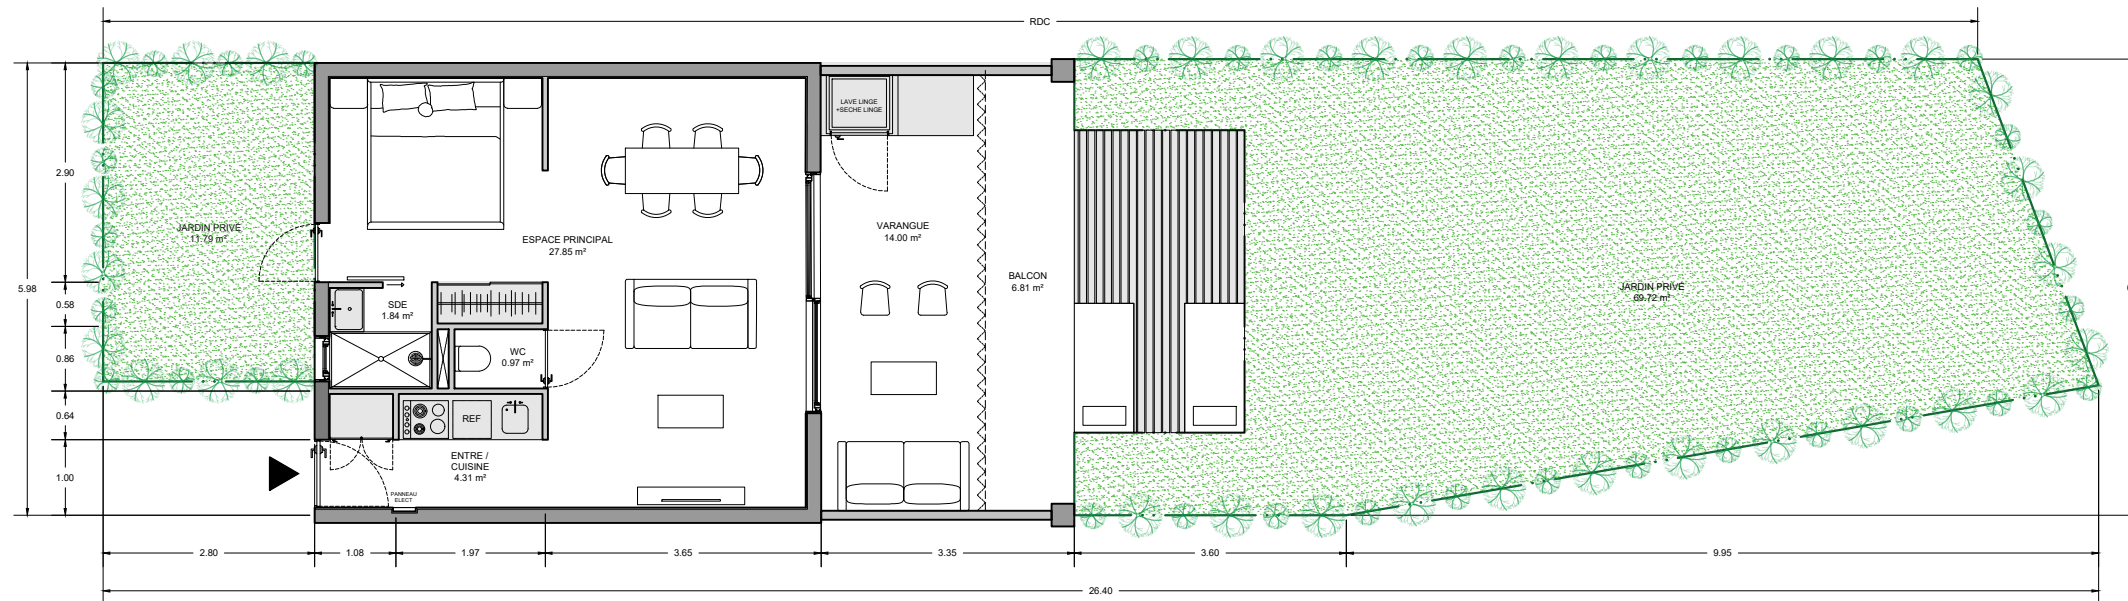 RDC
LAVE LINGE
+SECHE LINGE
2.90
JARDIN PRIVÉ
11.79 m²
ESPACE PRINCIPAL
27.85 m²
VARANGUE
14.00 m²
BALCON
6.81 m²
JARDIN PRIVÉ
69.72 m²
5.98
0.58
SDE
1.84 m²
0.86
WC
0.97 m²
0.64
REF
ENTRE /
CUISINE
4.31 m²
1.00
PANNEAU
ELECT
2.80
1.08
1.97
3.65
3.35
3.60
9.95
26.40